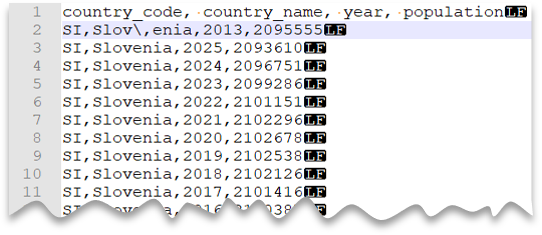 1 country_code, country_name, year, populationLF
2 SI,Slov\,enia,2013,2095555LF
3 SI,Slovenia,2025,2093610LF
4 SI,Slovenia,2024,2096751LF
5 SI,Slovenia,2023,2099286LF
6 SI,Slovenia,2022,2101151LF
7 SI,Slovenia,2021,2102296LF
8 SI,Slovenia,2020,2102678LF
9 SI,Slovenia,2019,2102538LF
10 SI,Slovenia,2018,2102126LF
11 SI,Slovenia,2017,2101416LF